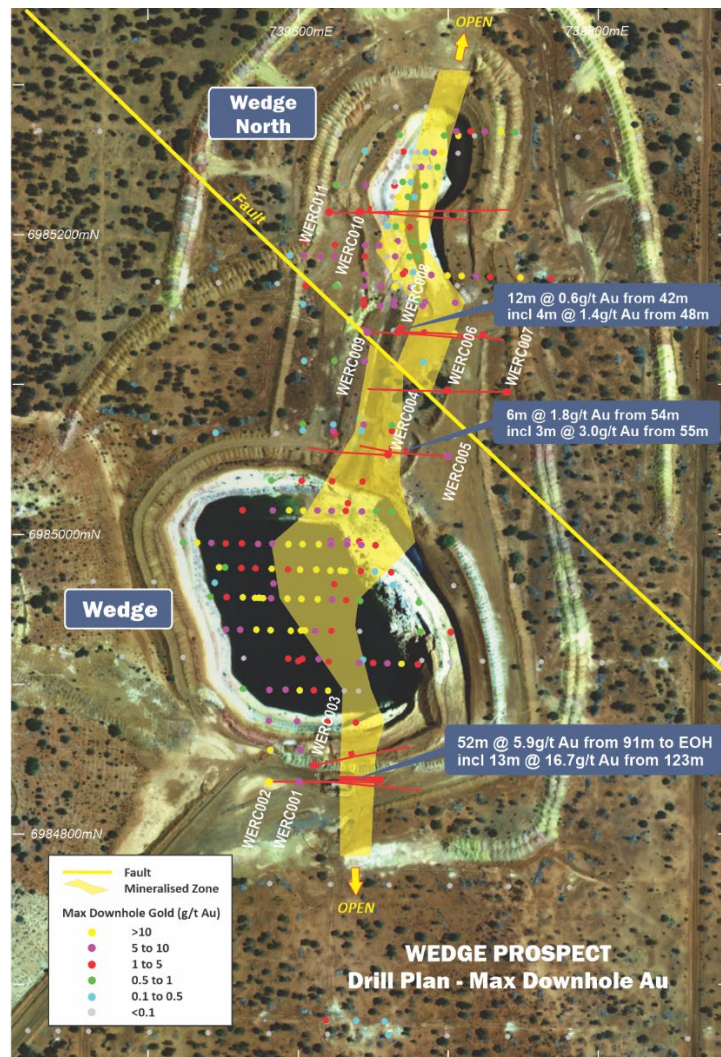 OPEN
739600mE
739800mE
Wedge
North
Fault
WERC011
WERC010
6985200mN
WERC008
12m @ 0.6g/t Au from 42m
incl 4m @ 1.4g/t Au from 48m
WERC009
WERC006
WERC007
WERC004
6m @ 1.8g/t Au from 54m
incl 3m @ 3.0g/t Au from 55m
WERC005
6985000mN
Wedge
WERC003
52m @ 5.9g/t Au from 91m to EOH
incl 13m @ 16.7g/t Au from 123m
WERC002
WERC001
6984800mN
Fault
Mineralised Zone
Max Downhole Gold (g/t Au)
>10
5 to 10
1 to 5
0.5 to 1
0.1 to 0.5
<0.1
OPEN
WEDGE PROSPECT
Drill Plan - Max Downhole Au